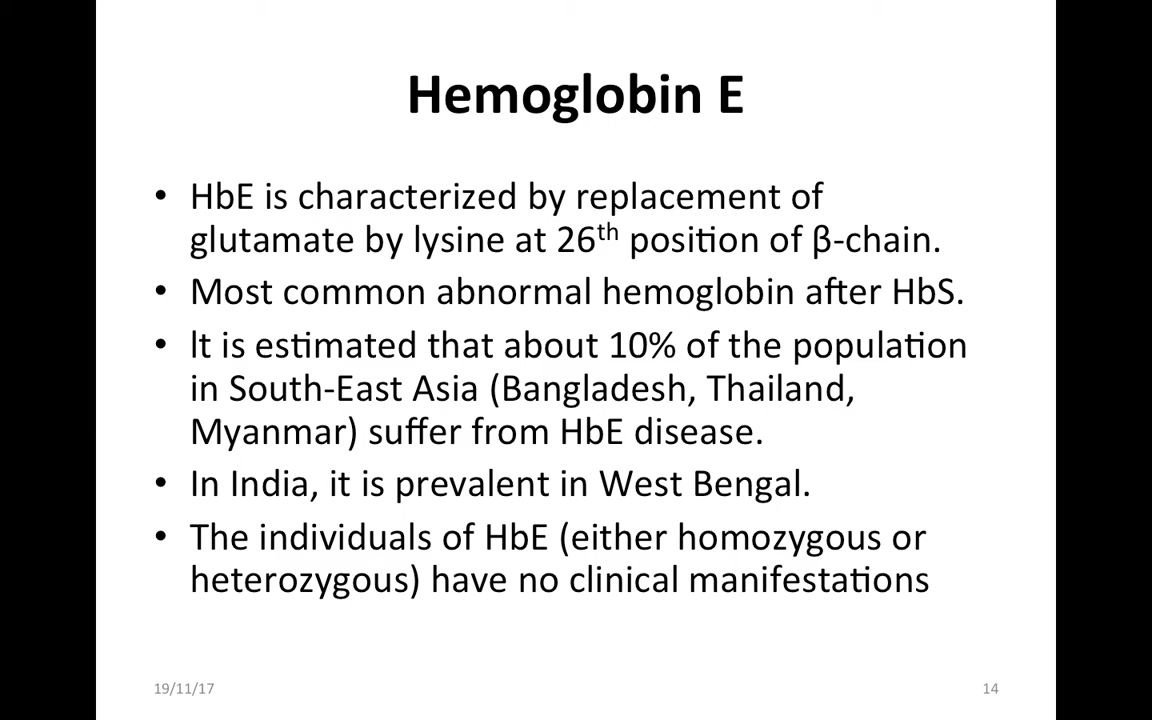 Hemoglobin E
• HbE is characterized by replacement of
glutamate by lysine at 26th position of β-chain.
• Most common abnormal hemoglobin after HbS.
• lt is estimated that about 10% of the population
in South-East Asia (Bangladesh, Thailand,
Myanmar) suffer from HbE disease.
• In India, it is prevalent in West Bengal.
• The individuals of HbE (either homozygous or
heterozygous) have no clinical manifestations
19/11/17
14